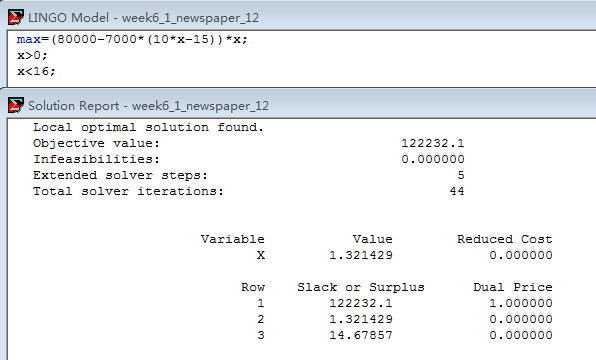 LINGO Model - week6_1_newspaper_12
max=(80000-7000*(10*x-15))*x;
x>0;
x<16;
Solution Report - week6_1_newspaper_12
Local optimal solution found.
Objective value: 122232.1
Infeasibilities: 0.000000
Extended solver steps: 5
Total solver iterations: 44
Variable Value Reduced Cost
X 1.321429 0.000000
Row Slack or Surplus Dual Price
1 122232.1 1.000000
2 1.321429 0.000000
3 14.67857 0.000000